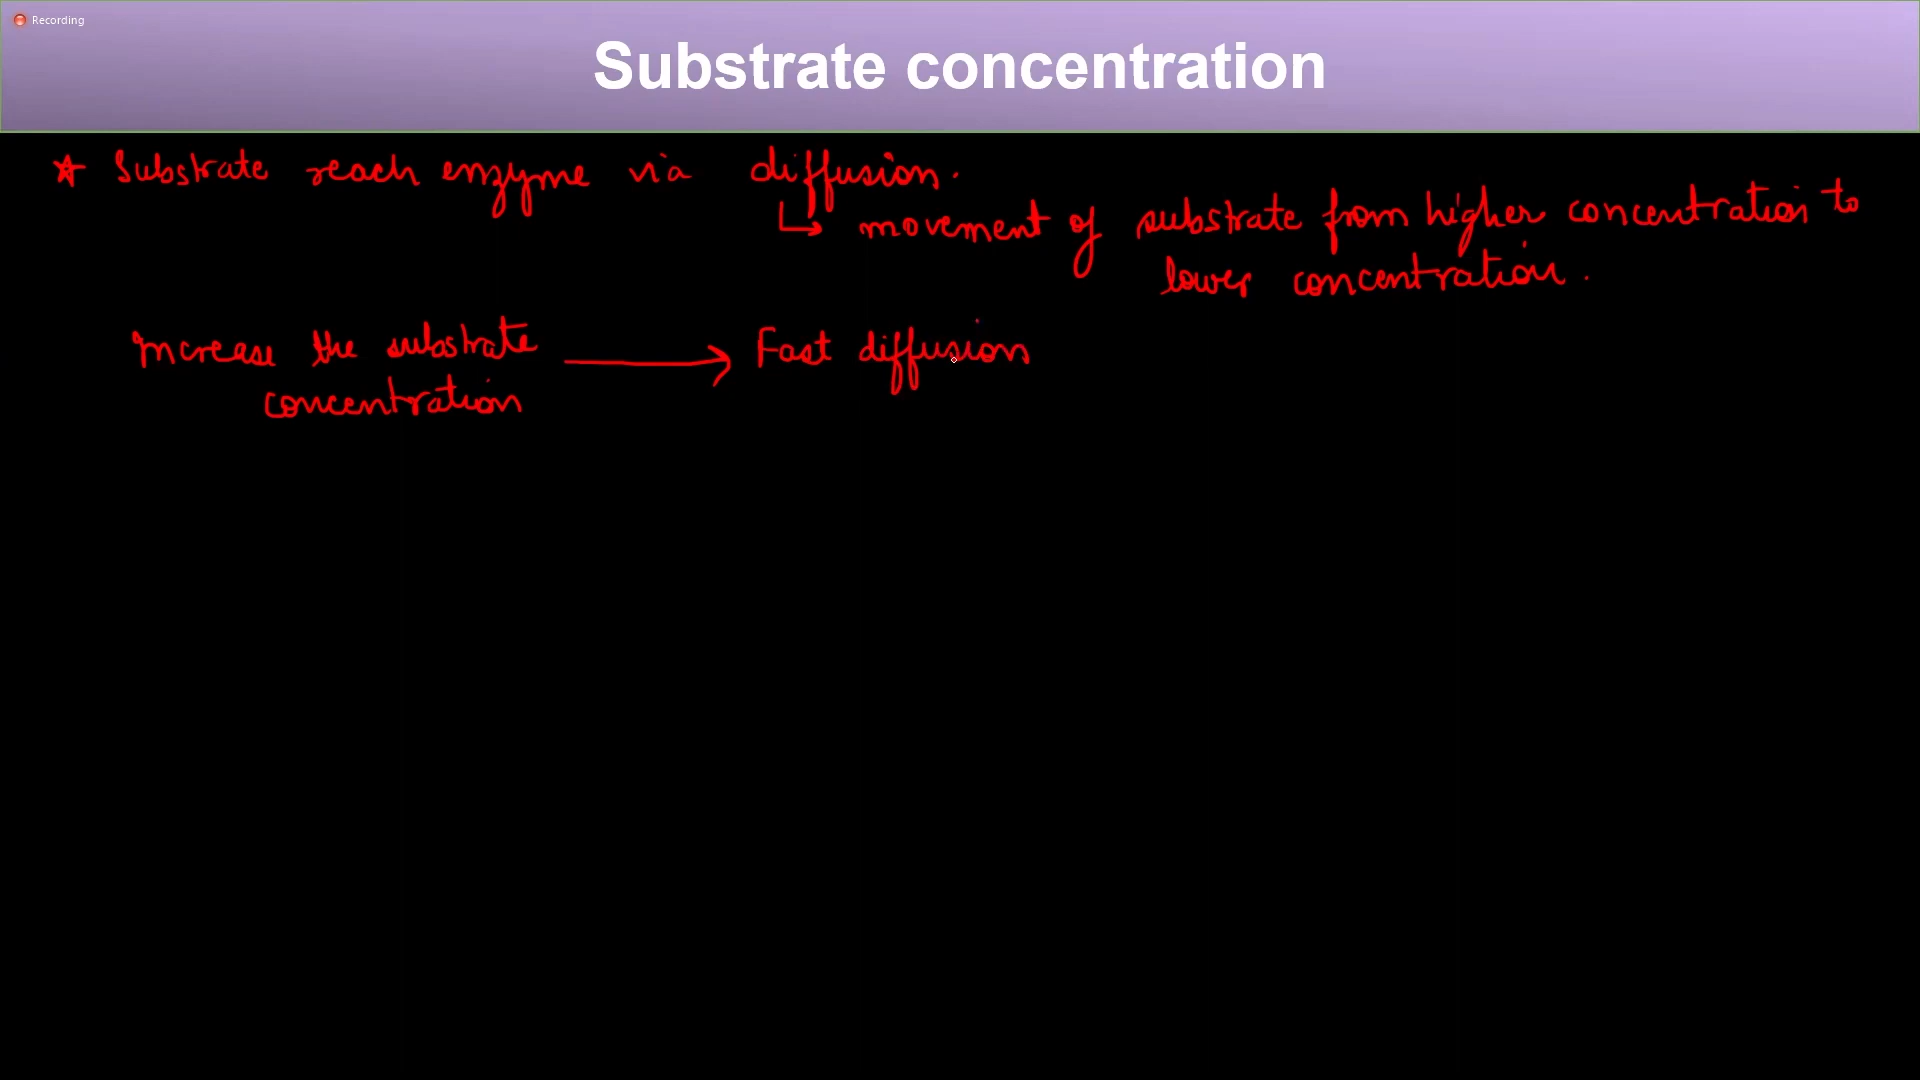 Recording
Substrate concentration
* Substrate reach enzyme via diffusion.
↳ movement of substrate from higher concentration to
lower concentration.
Increase the substrate → Fast diffusion
concentration